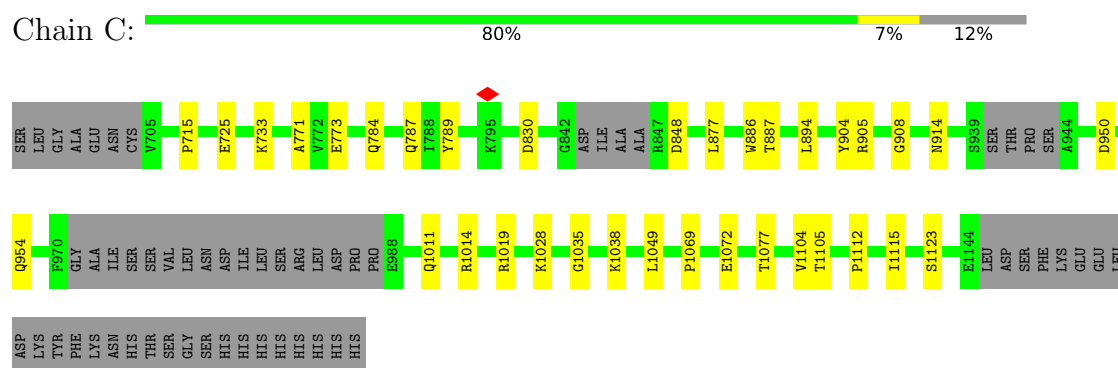 Chain C:
80% 7% 12%
SER LEU GLY ALA GLU ASN CYS V705 P715 E725 K733 A771 V772 E773 Q784 Q787 I788 Y789 K795 D830 G842 ASP ILE ALA ALA R847 D848 L877 W886 T887 L894 Y904 R905 G908 N914 S939 SER THR PRO SER A944 D950
Q954 F970 GLY ALA ILE SER SER VAL LEU ASN ASP ILE LEU SER ARG LEU ASP PRO PRO E988 Q1011 R1014 R1019 K1028 G1035 K1038 L1049 P1069 E1072 T1077 V1104 T1105 P1112 I1115 S1123 E1144 LEU ASP SER PHE LYS GLU GLU LEU
ASP LYS TYR PHE LYS ASN HIS THR SER GLY SER HIS HIS HIS HIS HIS HIS HIS HIS